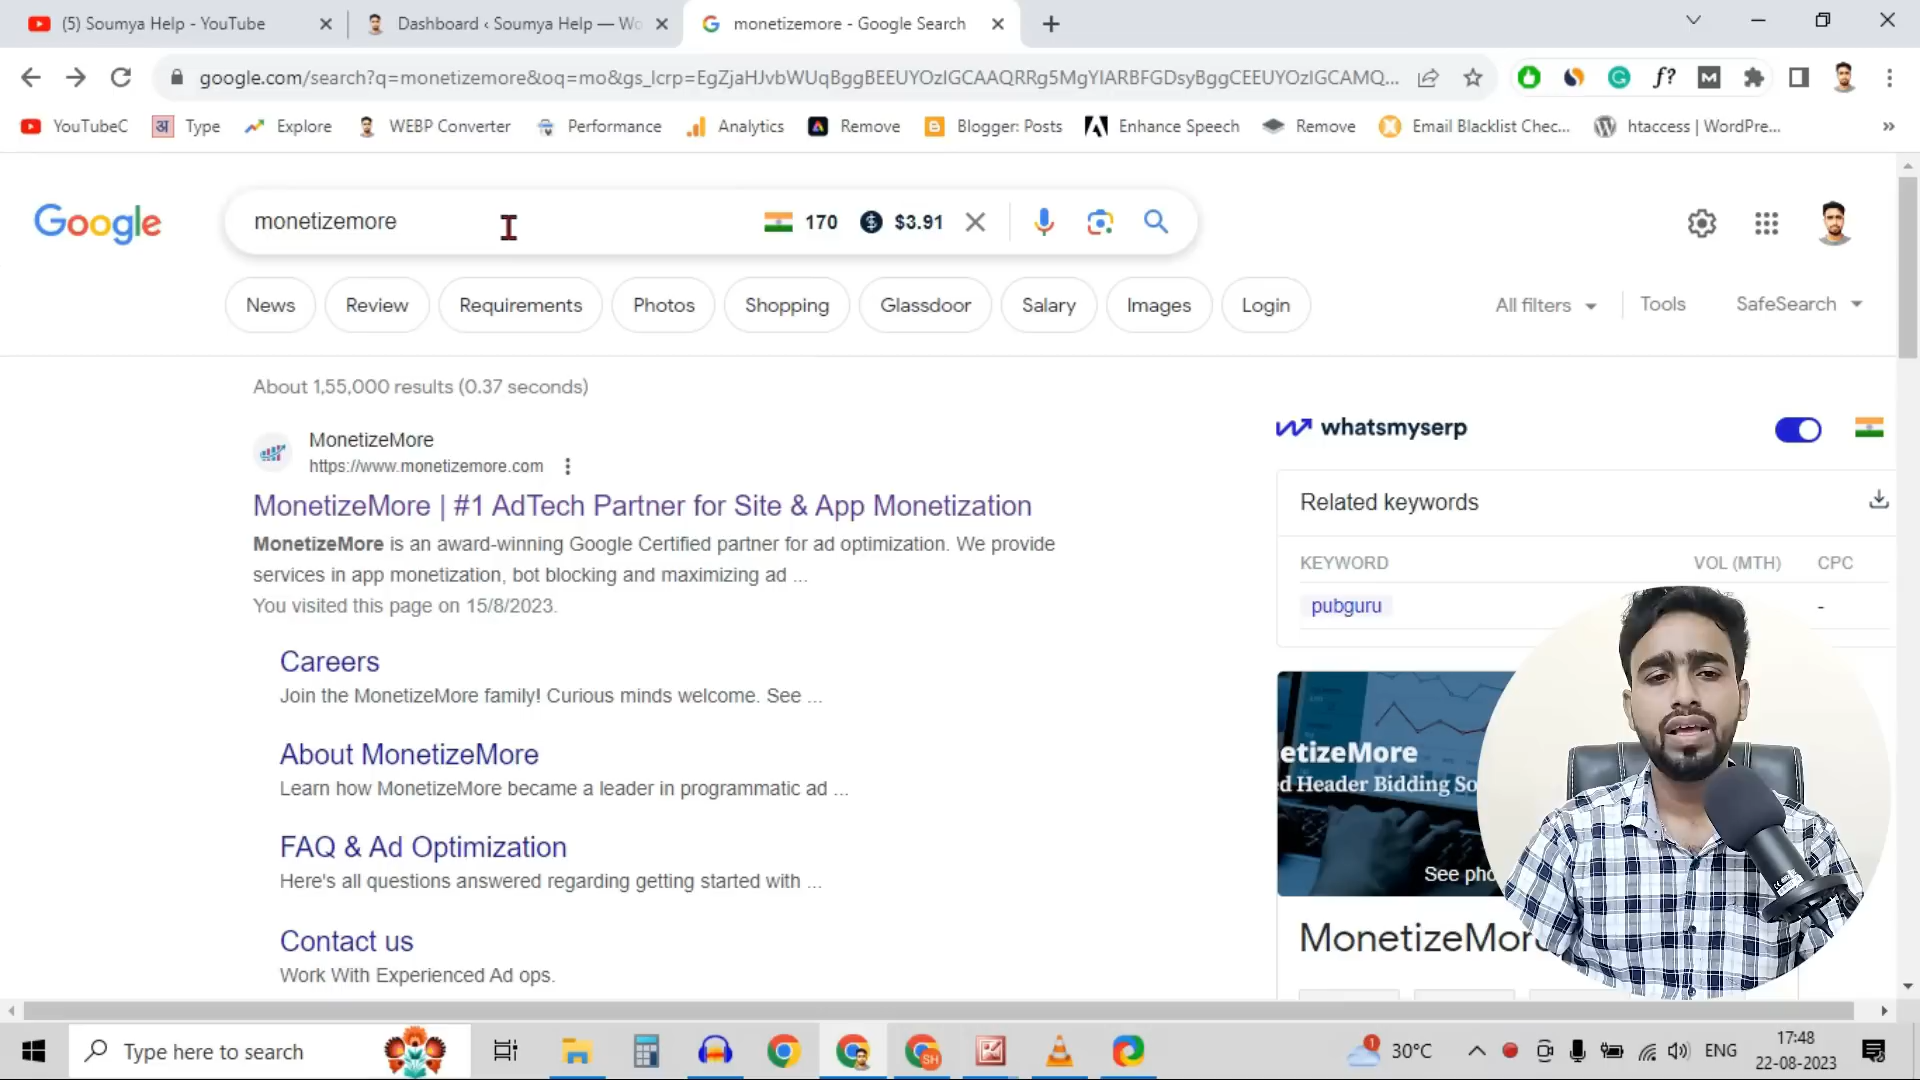 (5) Soumya Help - YouTube
Dashboard ‹ Soumya Help — Wo
monetizemore - Google Search
google.com/search?q=monetizemore&oq=mo&gs_lcrp=EgZjaHJvbWUqBggBEEUYOzIGCAAQRRg5MgYIARBFGDsyBggCEEUYOzIGCAMQ...
YouTubeC
अ Type
Explore
WEBP Converter
Performance
Analytics
Remove
Blogger: Posts
Enhance Speech
Remove
Email Blacklist Chec...
htaccess | WordPre...
Google
monetizemore
170
$3.91
News
Review
Requirements
Photos
Shopping
Glassdoor
Salary
Images
Login
All filters
Tools
SafeSearch
About 1,55,000 results (0.37 seconds)
MonetizeMore
https://www.monetizemore.com
MonetizeMore | #1 AdTech Partner for Site & App Monetization
MonetizeMore is an award-winning Google Certified partner for ad optimization. We provide
services in app monetization, bot blocking and maximizing ad ...
You visited this page on 15/8/2023.
Careers
Join the MonetizeMore family! Curious minds welcome. See ...
About MonetizeMore
Learn how MonetizeMore became a leader in programmatic ad ...
FAQ & Ad Optimization
Here's all questions answered regarding getting started with ...
Contact us
Work With Experienced Ad ops.
whatsmyserp
Related keywords
KEYWORD VOL (MTH) CPC
pubguru -
etizeMore
d Header Bidding So
See pho
MonetizeMor
Type here to search
SH
1
30°C
ENG
17:48
22-08-2023